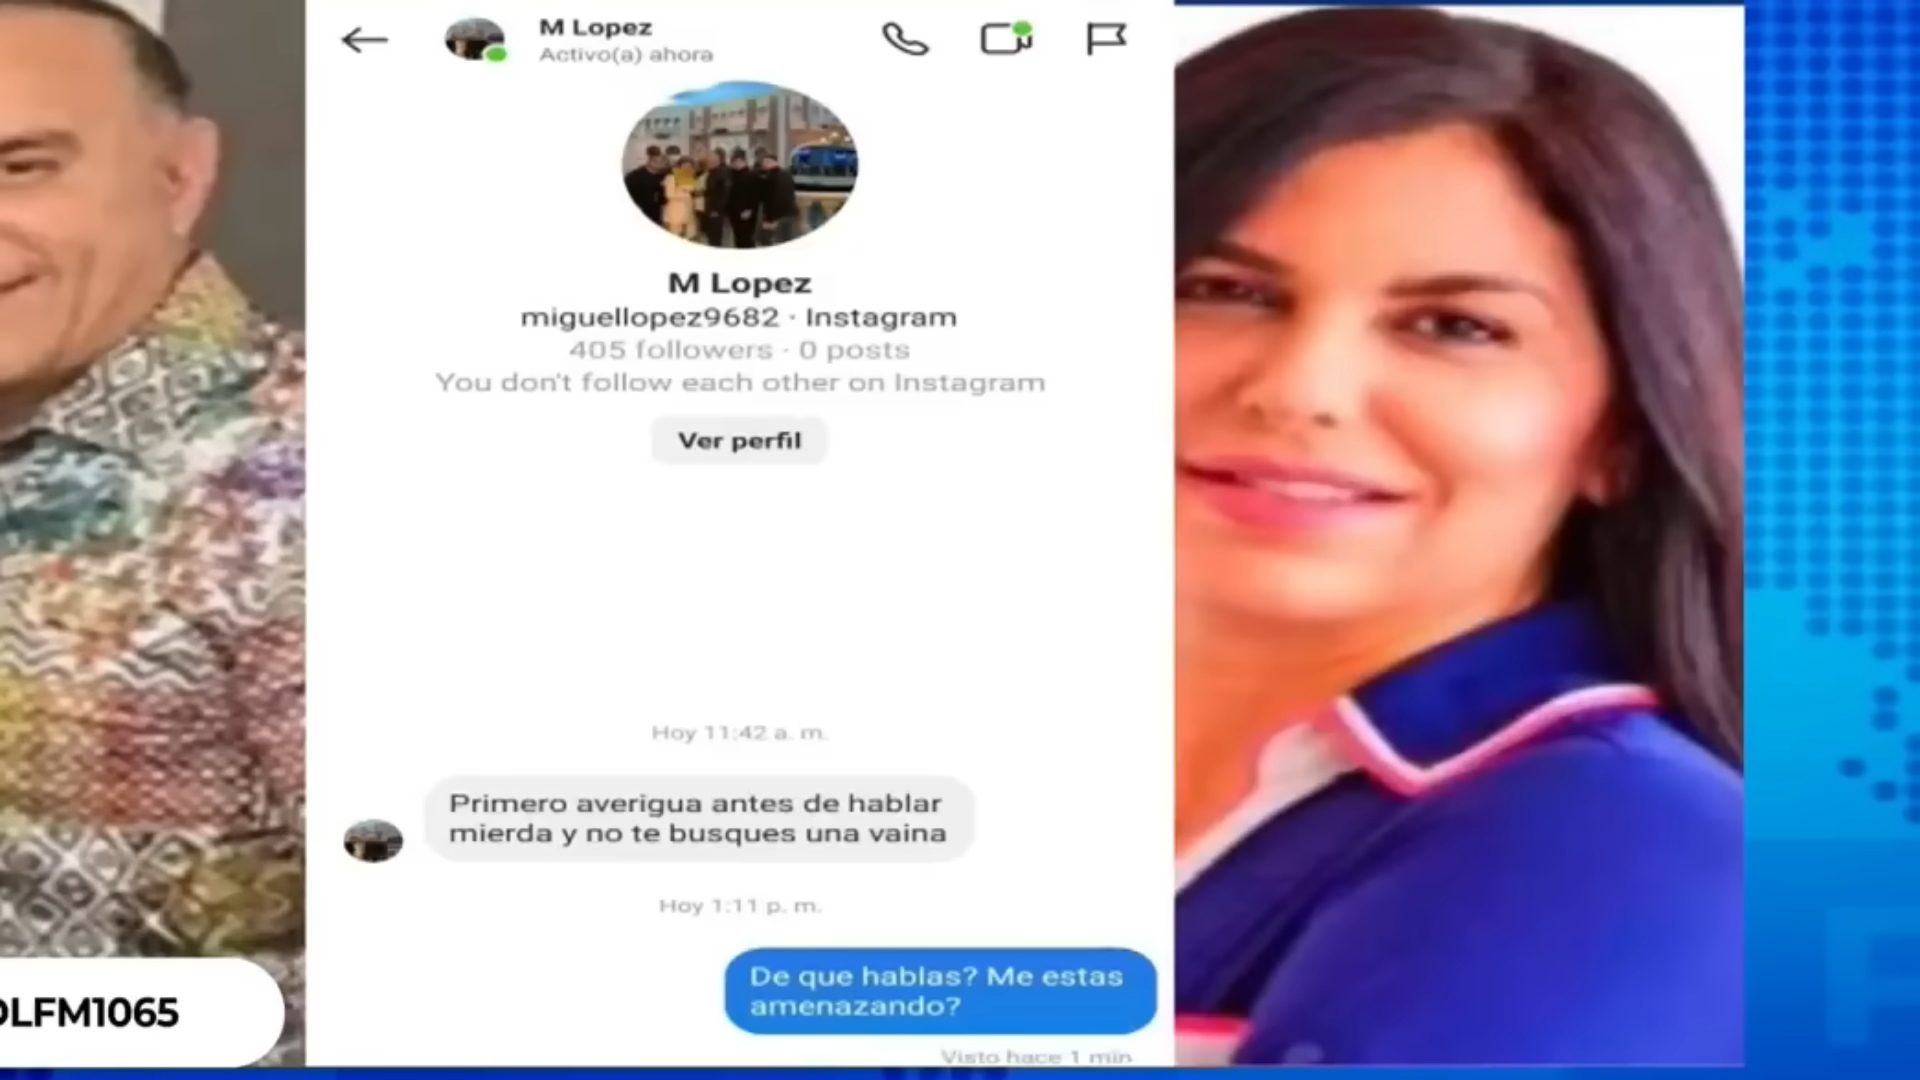 M Lopez
Activo(a) ahora
M Lopez
miguellopez9682 · Instagram
405 followers · 0 posts
You don't follow each other on Instagram
Ver perfil
Hoy 11:42 a. m.
Primero averigua antes de hablar
mierda y no te busques una vaina
Hoy 1:11 p. m.
De que hablas? Me estas
amenazando?
Visto hace 1 min
OLFM1065